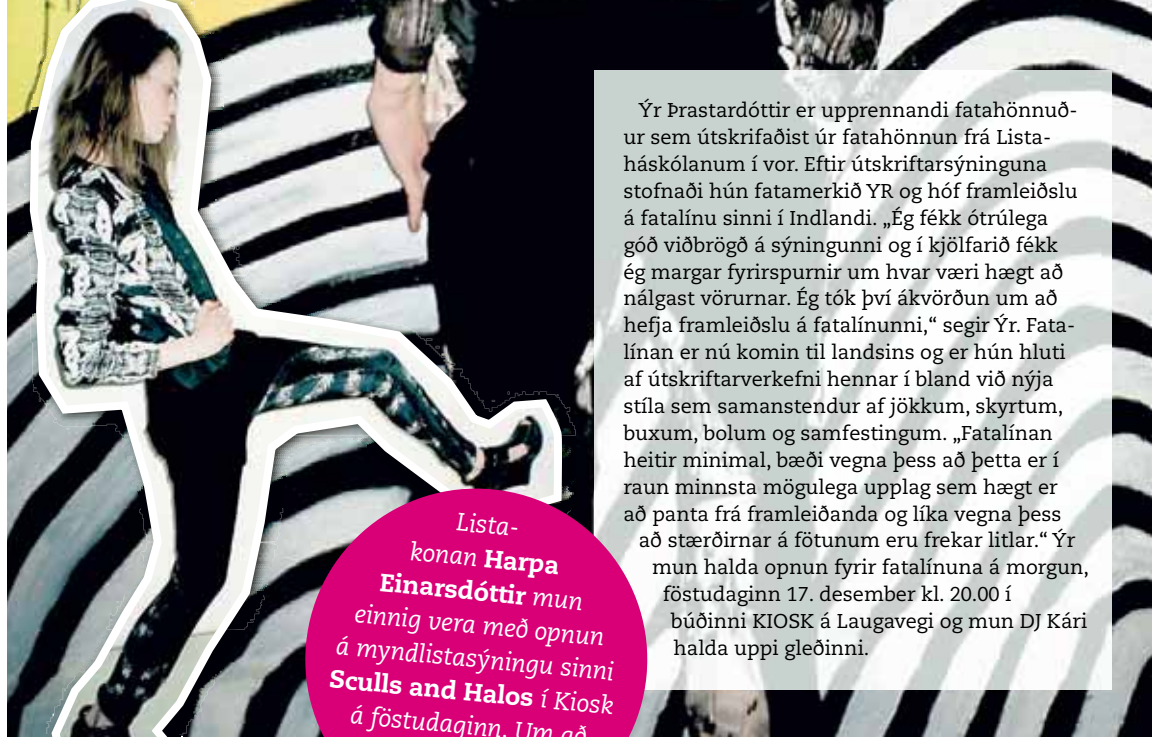 Ýr Þrastardóttir er upprennandi fatahönnuð-
ur sem útskrifaðist úr fatahönnun frá Lista-
háskólanum í vor. Eftir útskriftarsýninguna
stofnaði hún fatamerkið YR og hóf framleiðslu
á fatalínu sinni í Indlandi. „Ég fékk ótrúlega
góð viðbrögð á sýningunni og í kjölfarið fékk
ég margar fyrirspurnir um hvar væri hægt að
nálgast vörurnar. Ég tók því ákvörðun um að
hefja framleiðslu á fatalínunni,“ segir Ýr. Fata-
línan er nú komin til landsins og er hún hluti
af útskriftarverkefni hennar í bland við nýja
stíla sem samanstendur af jökkum, skyrtum,
buxum, bolum og samfestingum. „Fatalínan
heitir minimal, bæði vegna þess að þetta er í
raun minnsta mögulega upplag sem hægt er
að panta frá framleiðanda og líka vegna þess
að stærðirnar á fötunum eru frekar litlar.“ Ýr
mun halda opnun fyrir fatalínuna á morgun,
föstudaginn 17. desember kl. 20.00 í
búðinni KIOSK á Laugavegi og mun DJ Kári
halda uppi gleðinni.
Lista-
konan Harpa
Einarsdóttir mun
einnig vera með opnun
á myndlistasýningu sinni
Sculls and Halos í Kiosk
á föstudaginn. Um að